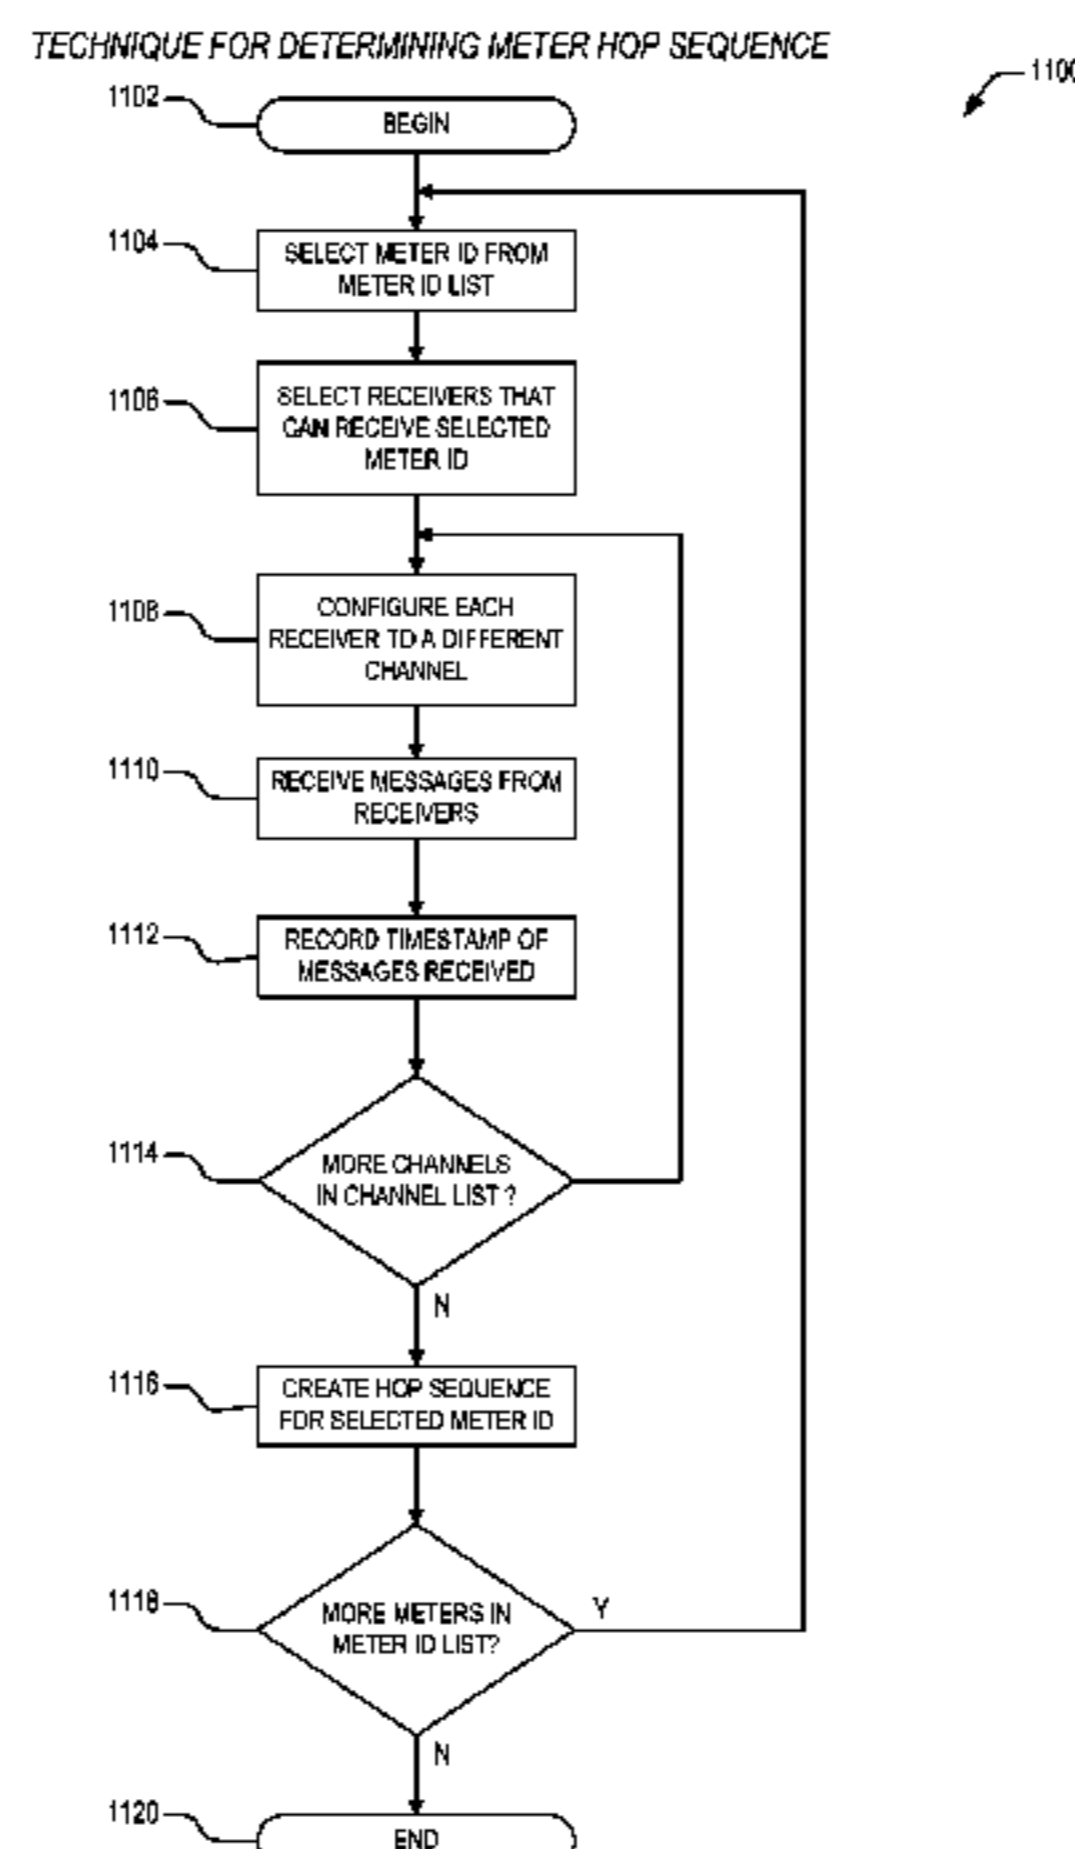 TECHNIQUE FOR DETERMINING METER HOP SEQUENCE
1100
1102
BEGIN
1104
SELECT METER ID FROM
METER ID LIST
1106
SELECT RECEIVERS THAT
CAN RECEIVE SELECTED
METER ID
1108
CONFIGURE EACH
RECEIVER TO A DIFFERENT
CHANNEL
1110
RECEIVE MESSAGES FROM
RECEIVERS
1112
RECORD TIMESTAMP OF
MESSAGES RECEIVED
1114
MORE CHANNELS
IN CHANNEL LIST ?
N
1116
CREATE HOP SEQUENCE
FOR SELECTED METER ID
1118
MORE METERS IN
METER ID LIST?
Y
N
1120
END